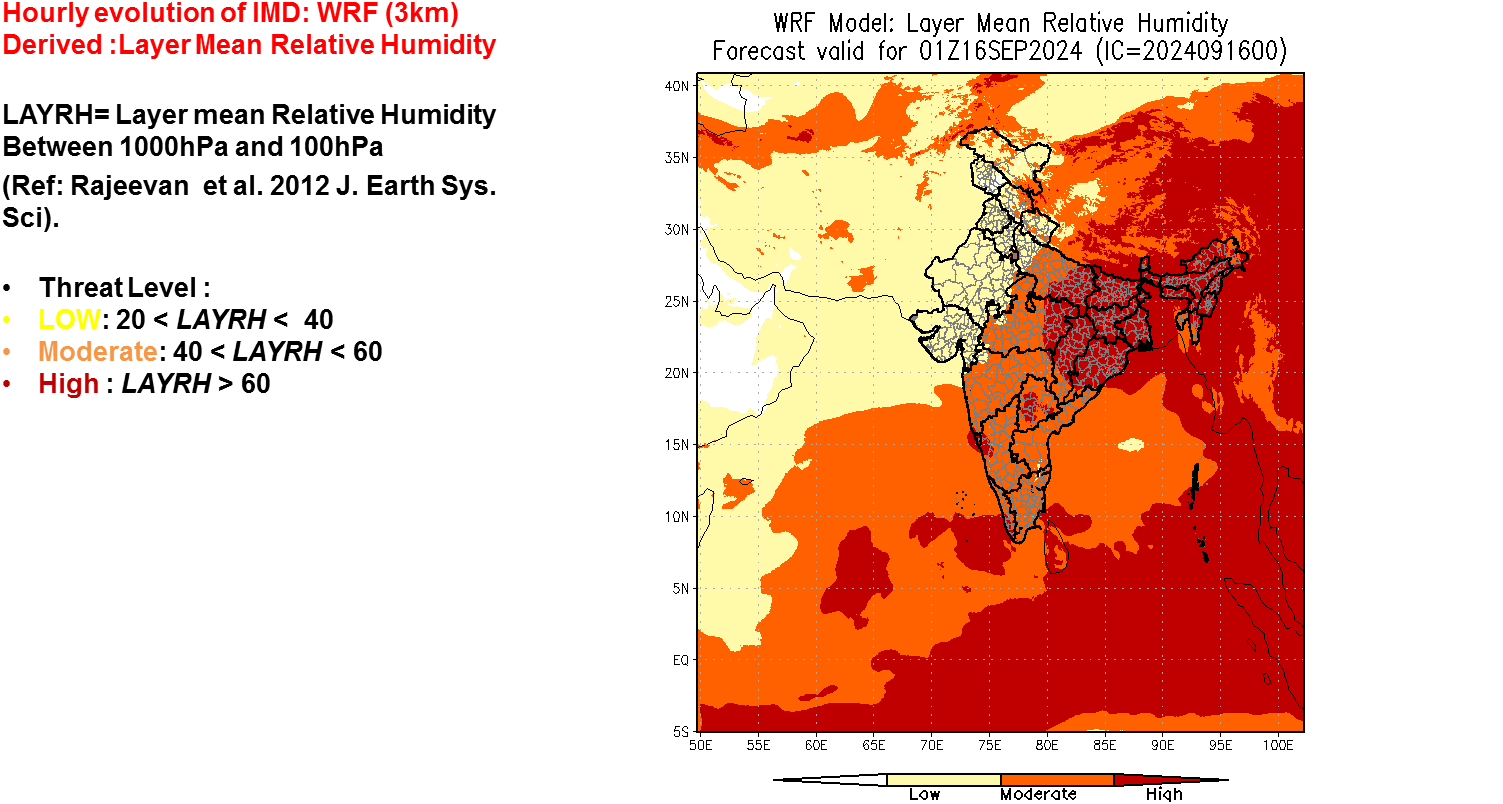 Hourly evolution of IMD: WRF (3km)
Derived :Layer Mean Relative Humidity
LAYRH= Layer mean Relative Humidity
Between 1000hPa and 100hPa
(Ref: Rajeevan et al. 2012 J. Earth Sys.
Sci).
• Threat Level :
• LOW: 20 < LAYRH < 40
• Moderate: 40 < LAYRH < 60
• High : LAYRH > 60
WRF Model: Layer Mean Relative Humidity
Forecast valid for 01Z16SEP2024 (IC=2024091600)
40N
35N
30N
25N
20N
15N
10N
5N
EQ
5S
50E 55E 60E 65E 70E 75E 80E 85E 90E 95E 100E
Low Moderate High